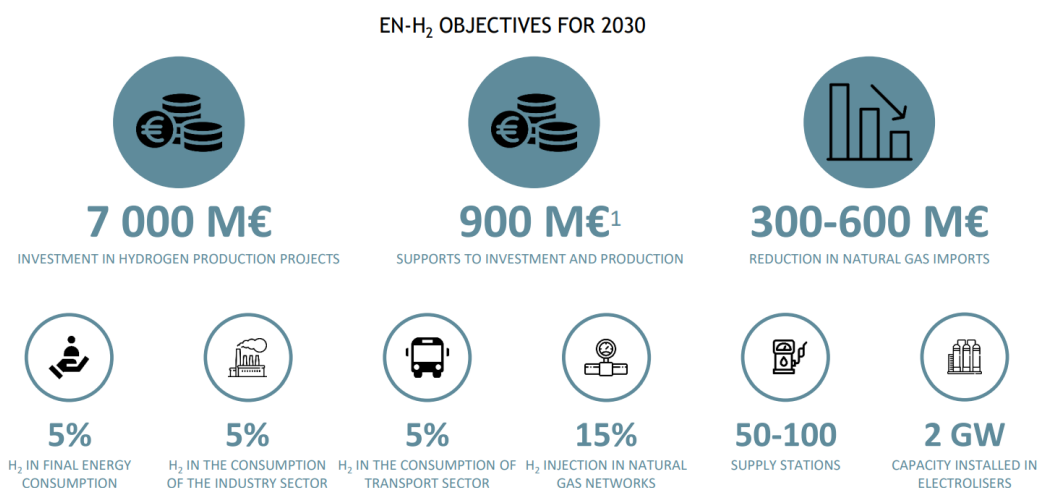 EN-H₂ OBJECTIVES FOR 2030
7 000 M€
INVESTMENT IN HYDROGEN PRODUCTION PROJECTS
900 M€¹
SUPPORTS TO INVESTMENT AND PRODUCTION
300-600 M€
REDUCTION IN NATURAL GAS IMPORTS
5%
H₂ IN FINAL ENERGY
CONSUMPTION
5%
H₂ IN THE CONSUMPTION
OF THE INDUSTRY SECTOR
5%
H₂ IN THE CONSUMPTION OF
TRANSPORT SECTOR
15%
H₂ INJECTION IN NATURAL
GAS NETWORKS
50-100
SUPPLY STATIONS
2 GW
CAPACITY INSTALLED IN
ELECTROLISERS